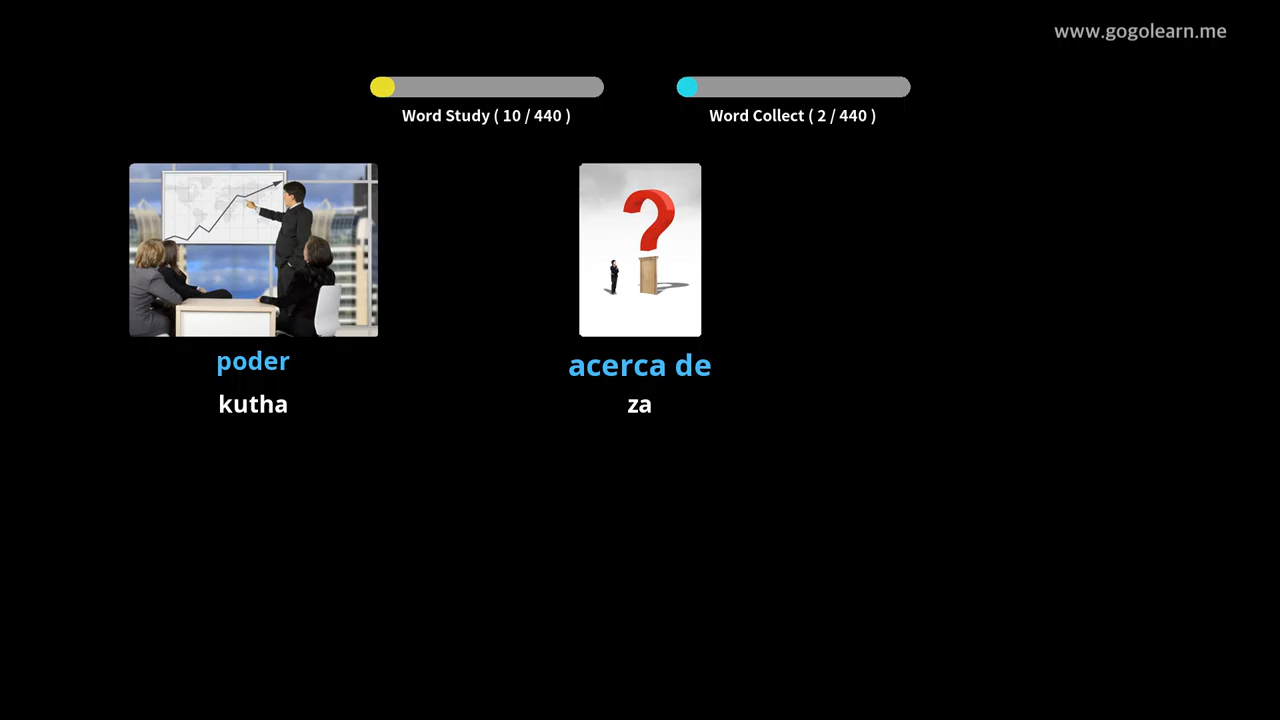 www.gogolearn.me
Word Study ( 10 / 440 )
Word Collect ( 2 / 440 )
poder
acerca de
kutha
za